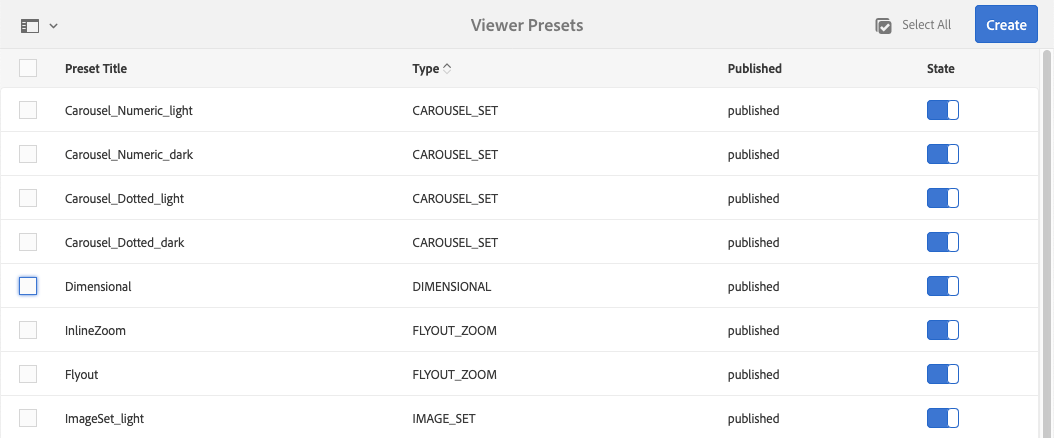 Viewer Presets Select All Create
Preset Title Type Published State
Carousel_Numeric_light CAROUSEL_SET published
Carousel_Numeric_dark CAROUSEL_SET published
Carousel_Dotted_light CAROUSEL_SET published
Carousel_Dotted_dark CAROUSEL_SET published
Dimensional DIMENSIONAL published
InlineZoom FLYOUT_ZOOM published
Flyout FLYOUT_ZOOM published
ImageSet_light IMAGE_SET published